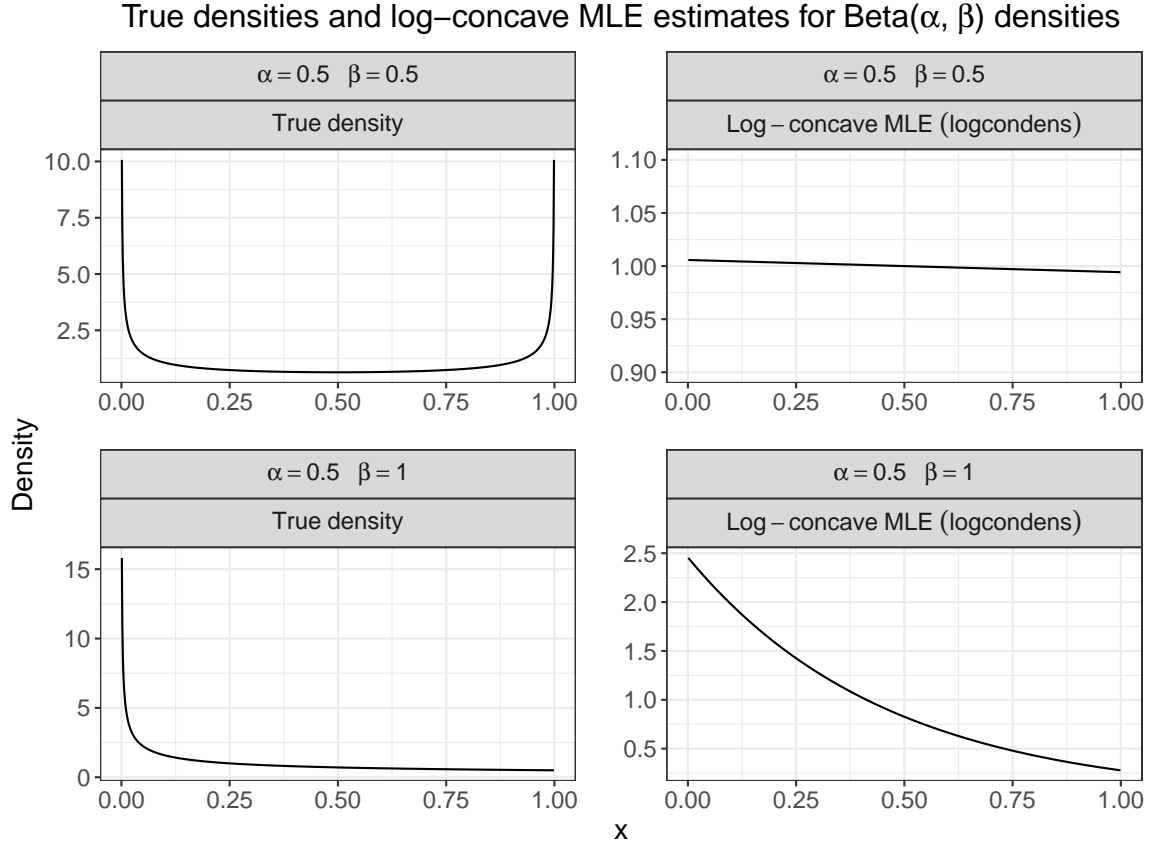 True densities and log−concave MLE estimates for Beta(α, β) densities
α = 0.5 β = 0.5
True density
10.0
7.5
5.0
2.5
0.00 0.25 0.50 0.75 1.00
α = 0.5 β = 0.5
Log − concave MLE (logcondens)
1.10
1.05
1.00
0.95
0.90
0.00 0.25 0.50 0.75 1.00
Density
α = 0.5 β = 1
True density
15
10
5
0
0.00 0.25 0.50 0.75 1.00
α = 0.5 β = 1
Log − concave MLE (logcondens)
2.5
2.0
1.5
1.0
0.5
0.00 0.25 0.50 0.75 1.00
x